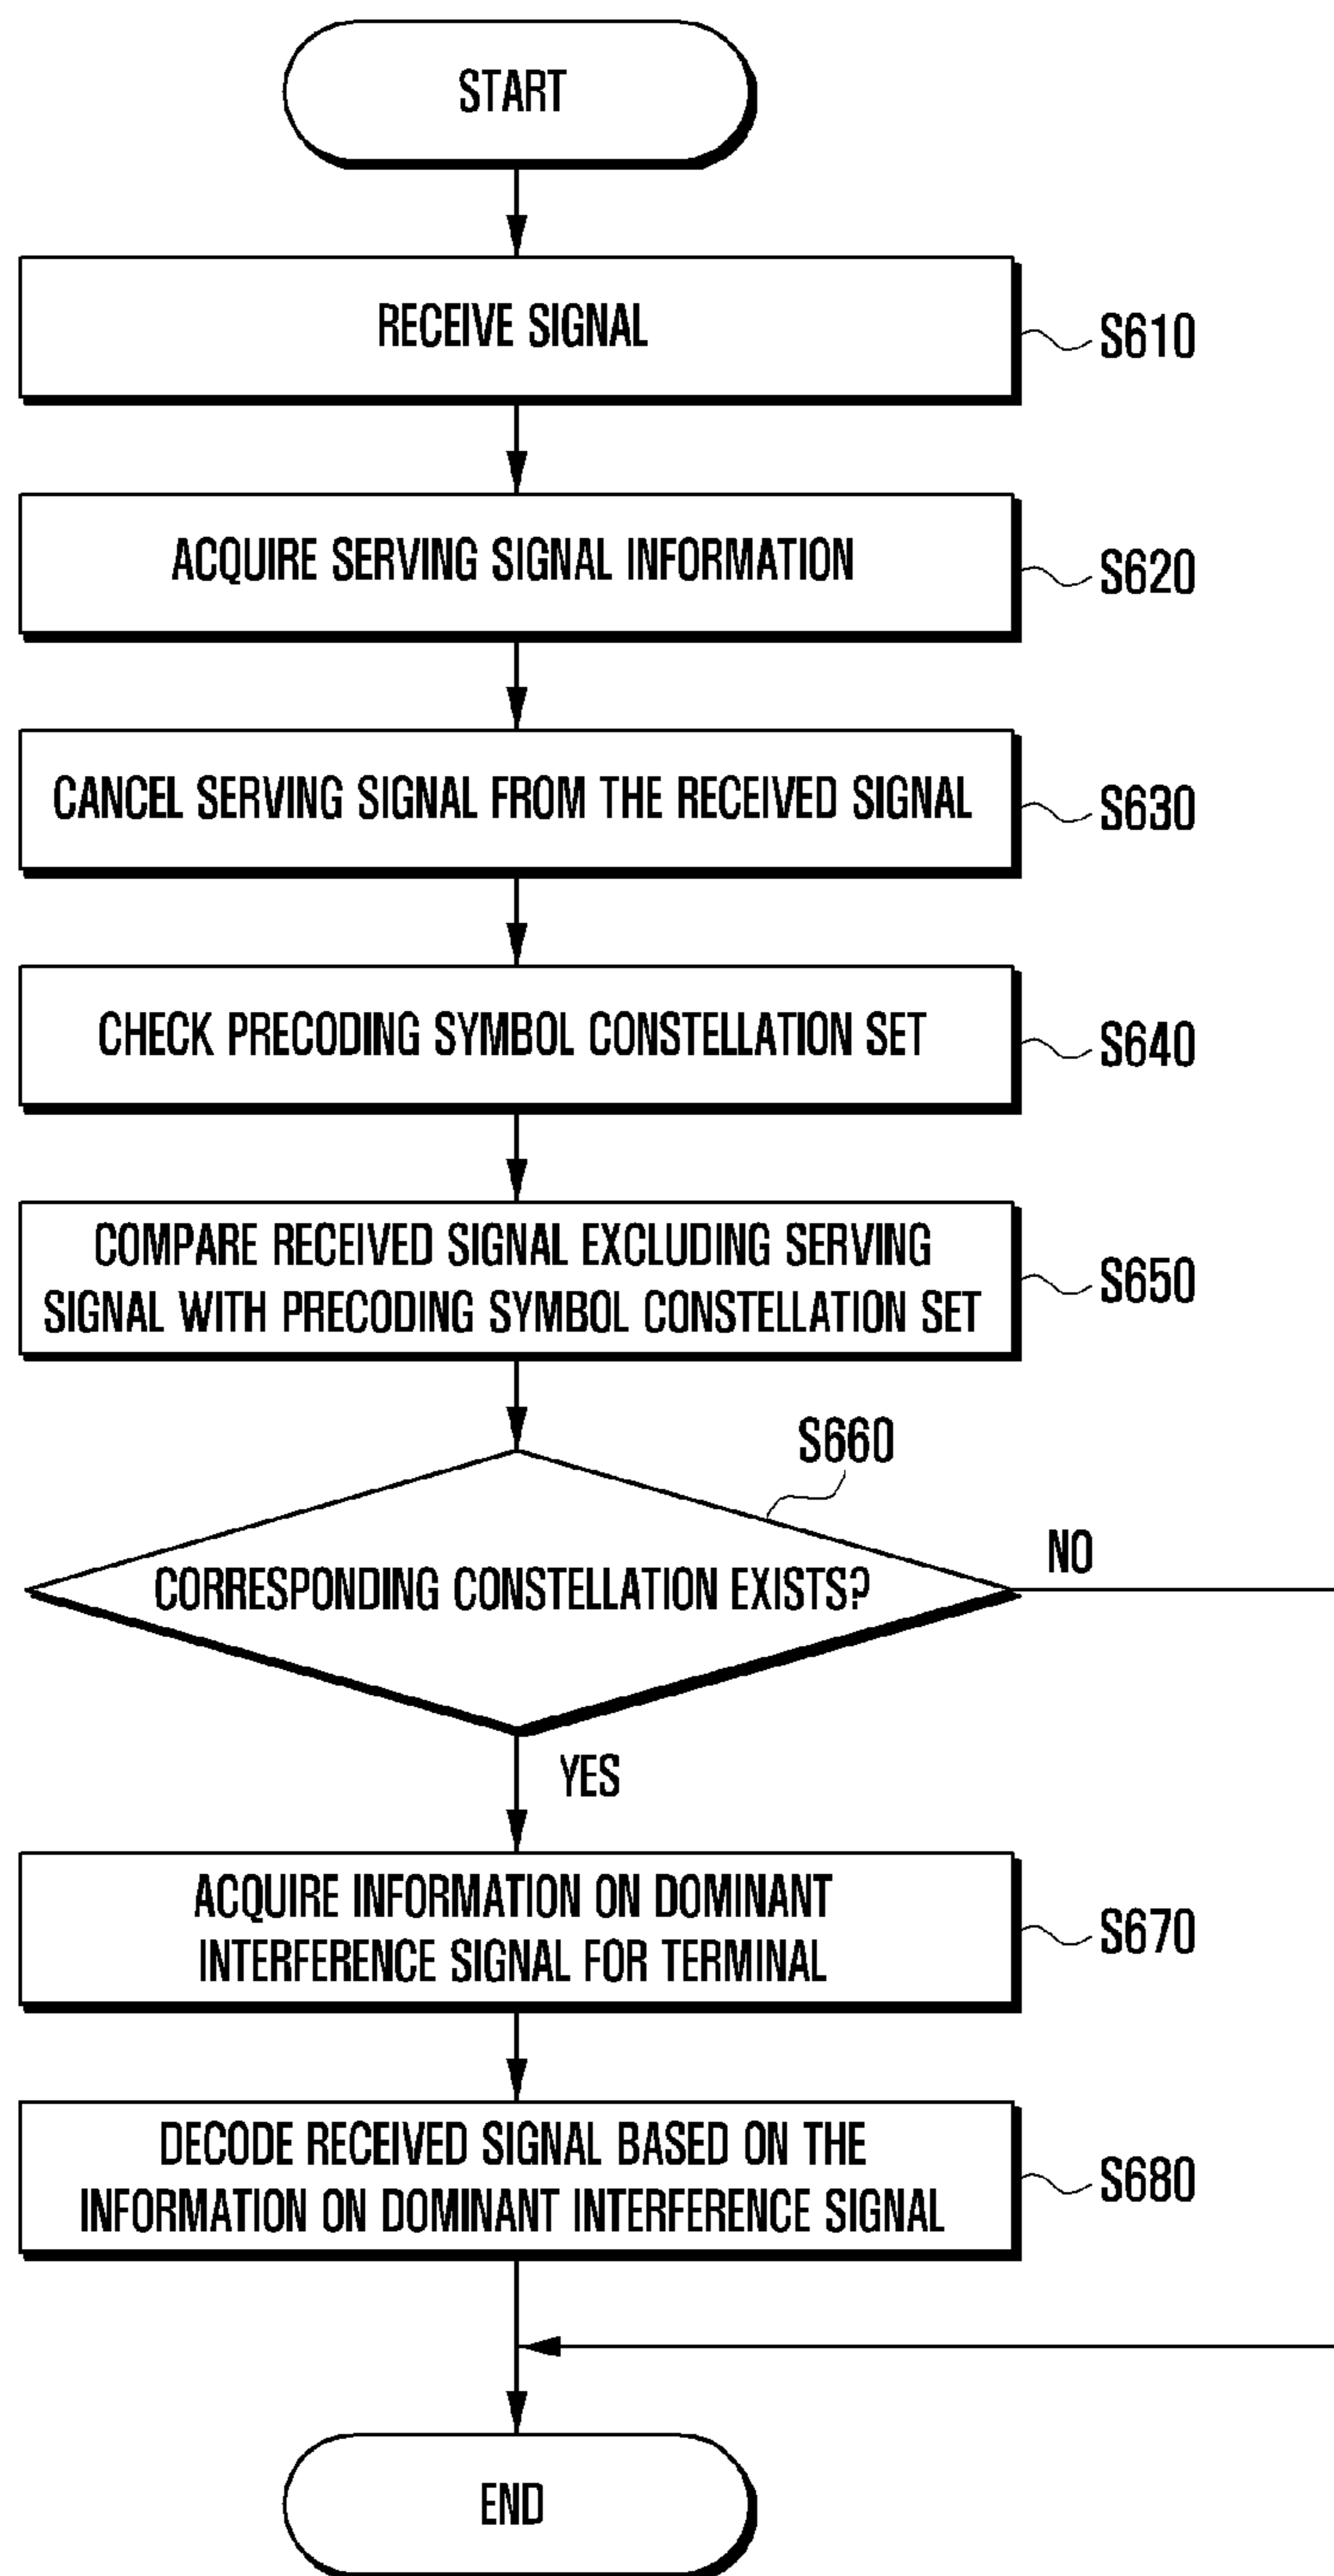 START
RECEIVE SIGNAL
S610
ACQUIRE SERVING SIGNAL INFORMATION
S620
CANCEL SERVING SIGNAL FROM THE RECEIVED SIGNAL
S630
CHECK PRECODING SYMBOL CONSTELLATION SET
S640
COMPARE RECEIVED SIGNAL EXCLUDING SERVING
SIGNAL WITH PRECODING SYMBOL CONSTELLATION SET
S650
S660
CORRESPONDING CONSTELLATION EXISTS?
NO
YES
ACQUIRE INFORMATION ON DOMINANT
INTERFERENCE SIGNAL FOR TERMINAL
S670
DECODE RECEIVED SIGNAL BASED ON THE
INFORMATION ON DOMINANT INTERFERENCE SIGNAL
S680
END